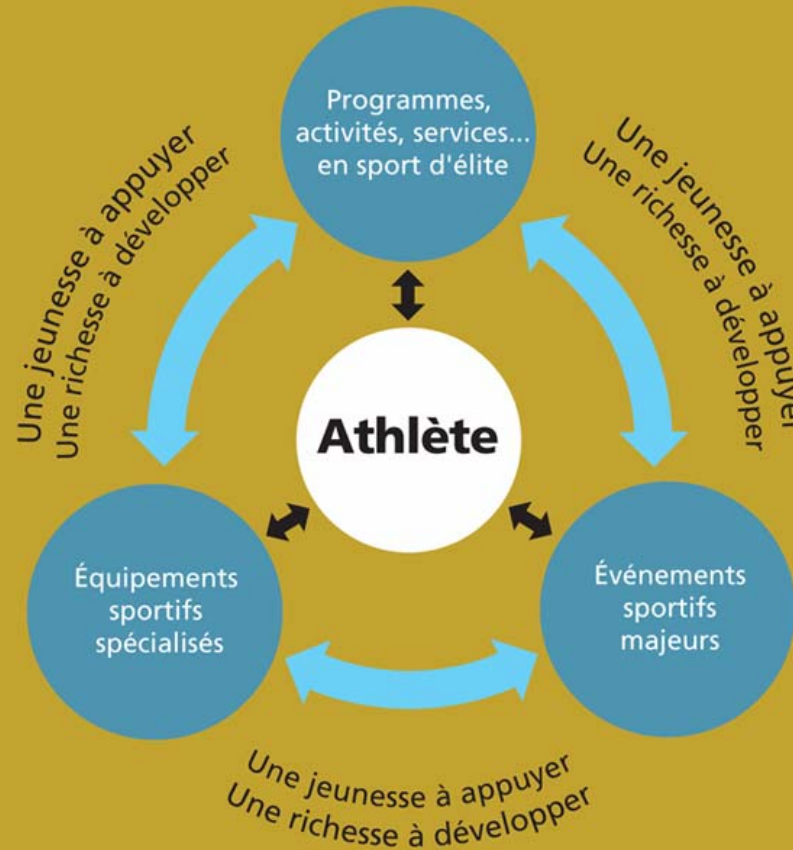 Programmes,
activités, services...
en sport d'élite
Une jeunesse à appuyer
Une richesse à développer
Une jeunesse à appuyer
Une richesse à développer
Athlète
Équipements
sportifs
spécialisés
Événements
sportifs
majeurs
Une jeunesse à appuyer
Une richesse à développer